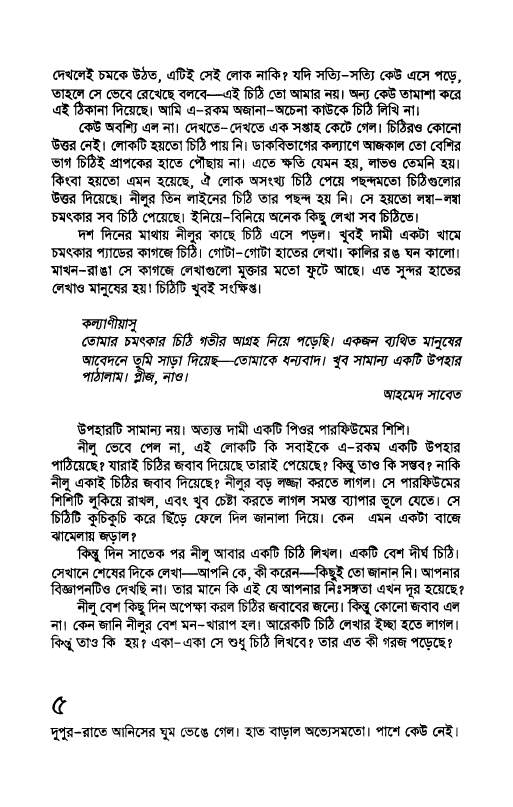 দেখলেই চমকে উঠত, এটিই সেই লোক নাকি? যদি সত্যি-সত্যি কেউ এসে পড়ে,
তাহলে সে ভেবে রেখেছে বলবে—এই চিঠি তো আমার নয়। অন্য কেউ তামাশা করে
এই ঠিকানা দিয়েছে। আমি এ-রকম অজানা-অচেনা কাউকে চিঠি লিখি না।
কেউ অবশ্যি এল না। দেখতে-দেখতে এক সপ্তাহ কেটে গেল। চিঠিরও কোনো
উত্তর নেই। লোকটি হয়তো চিঠি পায় নি। ডাকবিভাগের কল্যাণে আজকাল তো বেশির
ভাগ চিঠিই প্রাপকের হাতে পৌছায় না। এতে ক্ষতি যেমন হয়, লাভও তেমনি হয়।
কিংবা হয়তো এমন হয়েছে, ঐ লোক অসংখ্য চিঠি পেয়ে পছন্দমতো চিঠিগুলোর
উত্তর দিয়েছে। নীলুর তিন লাইনের চিঠি তার পছন্দ হয় নি। সে হয়তো লম্বা-লম্বা
চমৎকার সব চিঠি পেয়েছে। ইনিয়ে-বিনিয়ে অনেক কিছু লেখা সব চিঠিতে।
দশ দিনের মাথায় নীলুর কাছে চিঠি এসে পড়ল। খুবই দামী একটা খামে
চমৎকার প্যাডের কাগজে চিঠি। গোটা-গোটা হাতের লেখা। কালির রঙ ঘন কালো।
মাখন-রাঙা সে কাগজে লেখাগুলো মুক্তার মতো ফুটে আছে। এত সুন্দর হাতের
লেখাও মানুষের হয়! চিঠিটি খুবই সংক্ষিপ্ত।
কল্যাণীয়াসু
তোমার চমৎকার চিঠি গভীর আগ্রহ নিয়ে পড়েছি। একজন ব্যথিত মানুষের
আবেদনে তুমি সাড়া দিয়েছ—তোমাকে ধন্যবাদ। খুব সামান্য একটি উপহার
পাঠালাম। প্লীজ, নাও।
আহমেদ সাবেত
উপহারটি সামান্য নয়। অত্যন্ত দামী একটি পিওর পারফিউমের শিশি।
নীলু ভেবে পেল না, এই লোকটি কি সবাইকে এ-রকম একটি উপহার
পাঠিয়েছে? যারাই চিঠির জবাব দিয়েছে তারাই পেয়েছে? কিন্তু তাও কি সম্ভব? নাকি
নীলু একাই চিঠির জবাব দিয়েছে? নীলুর বড় লজ্জা করতে লাগল। সে পারফিউমের
শিশিটি লুকিয়ে রাখল, এবং খুব চেষ্টা করতে লাগল সমস্ত ব্যাপার ভুলে যেতে। সে
চিঠিটি কুচিকুচি করে ছিঁড়ে ফেলে দিল জানালা দিয়ে। কেন এমন একটা বাজে
ঝামেলায় জড়াল?
কিন্তু দিন সাতেক পর নীলু আবার একটি চিঠি লিখল। একটি বেশ দীর্ঘ চিঠি।
সেখানে শেষের দিকে লেখা—আপনি কে, কী করেন—কিছুই তো জানান নি। আপনার
বিজ্ঞাপনটিও দেখছি না। তার মানে কি এই যে আপনার নিঃসঙ্গতা এখন দূর হয়েছে?
নীলু বেশ কিছু দিন অপেক্ষা করল চিঠির জবাবের জন্যে। কিন্তু কোনো জবাব এল
না। কেন জানি নীলুর বেশ মন-খারাপ হল। আরেকটি চিঠি লেখার ইচ্ছা হতে লাগল।
কিন্তু তাও কি হয়? একা-একা সে শুধু চিঠি লিখবে? তার এত কী গরজ পড়েছে?
৫
দুপুর-রাতে আনিসের ঘুম ভেঙে গেল। হাত বাড়াল অভ্যেসমতো। পাশে কেউ নেই।